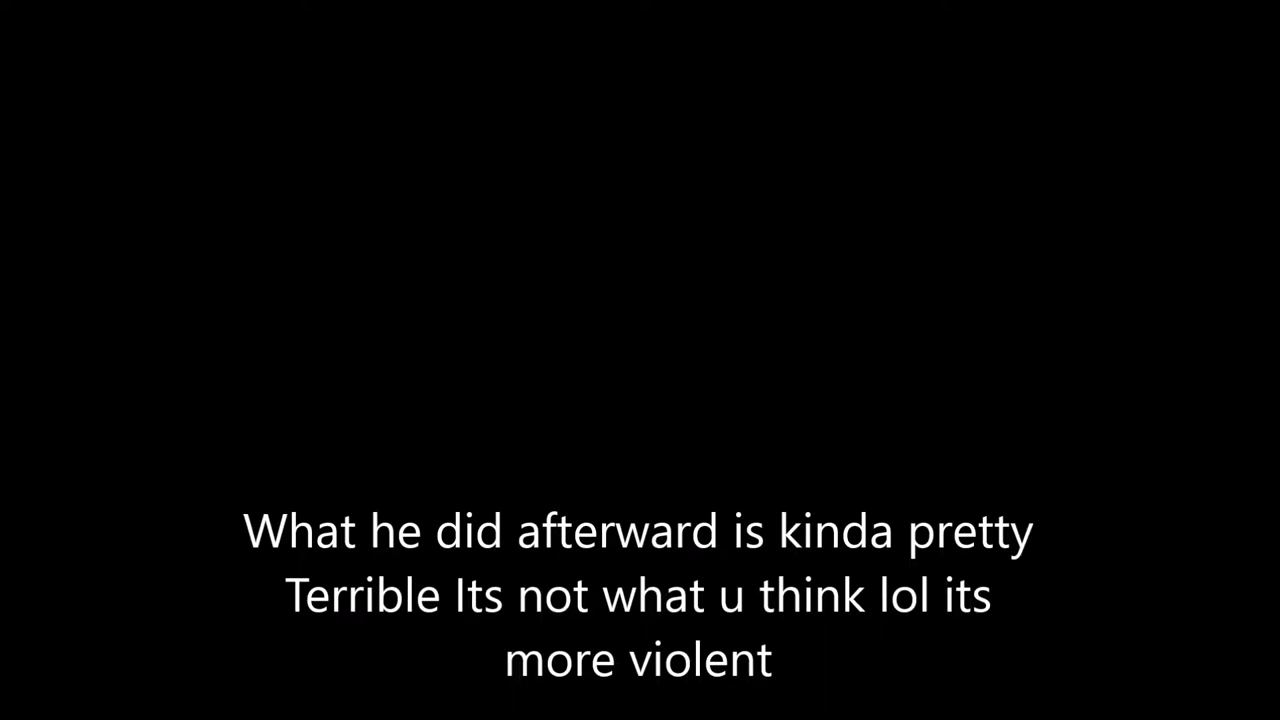 What he did afterward is kinda pretty
Terrible Its not what u think lol its
more violent